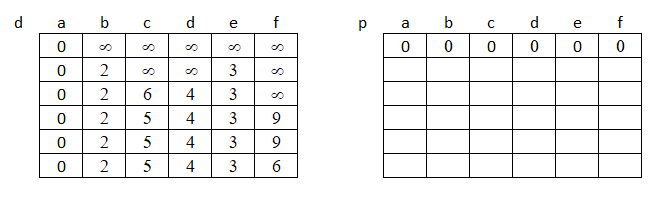 d a b c d e f p a b c d e f
0 ∞ ∞ ∞ ∞ ∞ 0 0 0 0 0 0
0 2 ∞ ∞ 3 ∞
0 2 6 4 3 ∞
0 2 5 4 3 9
0 2 5 4 3 9
0 2 5 4 3 6